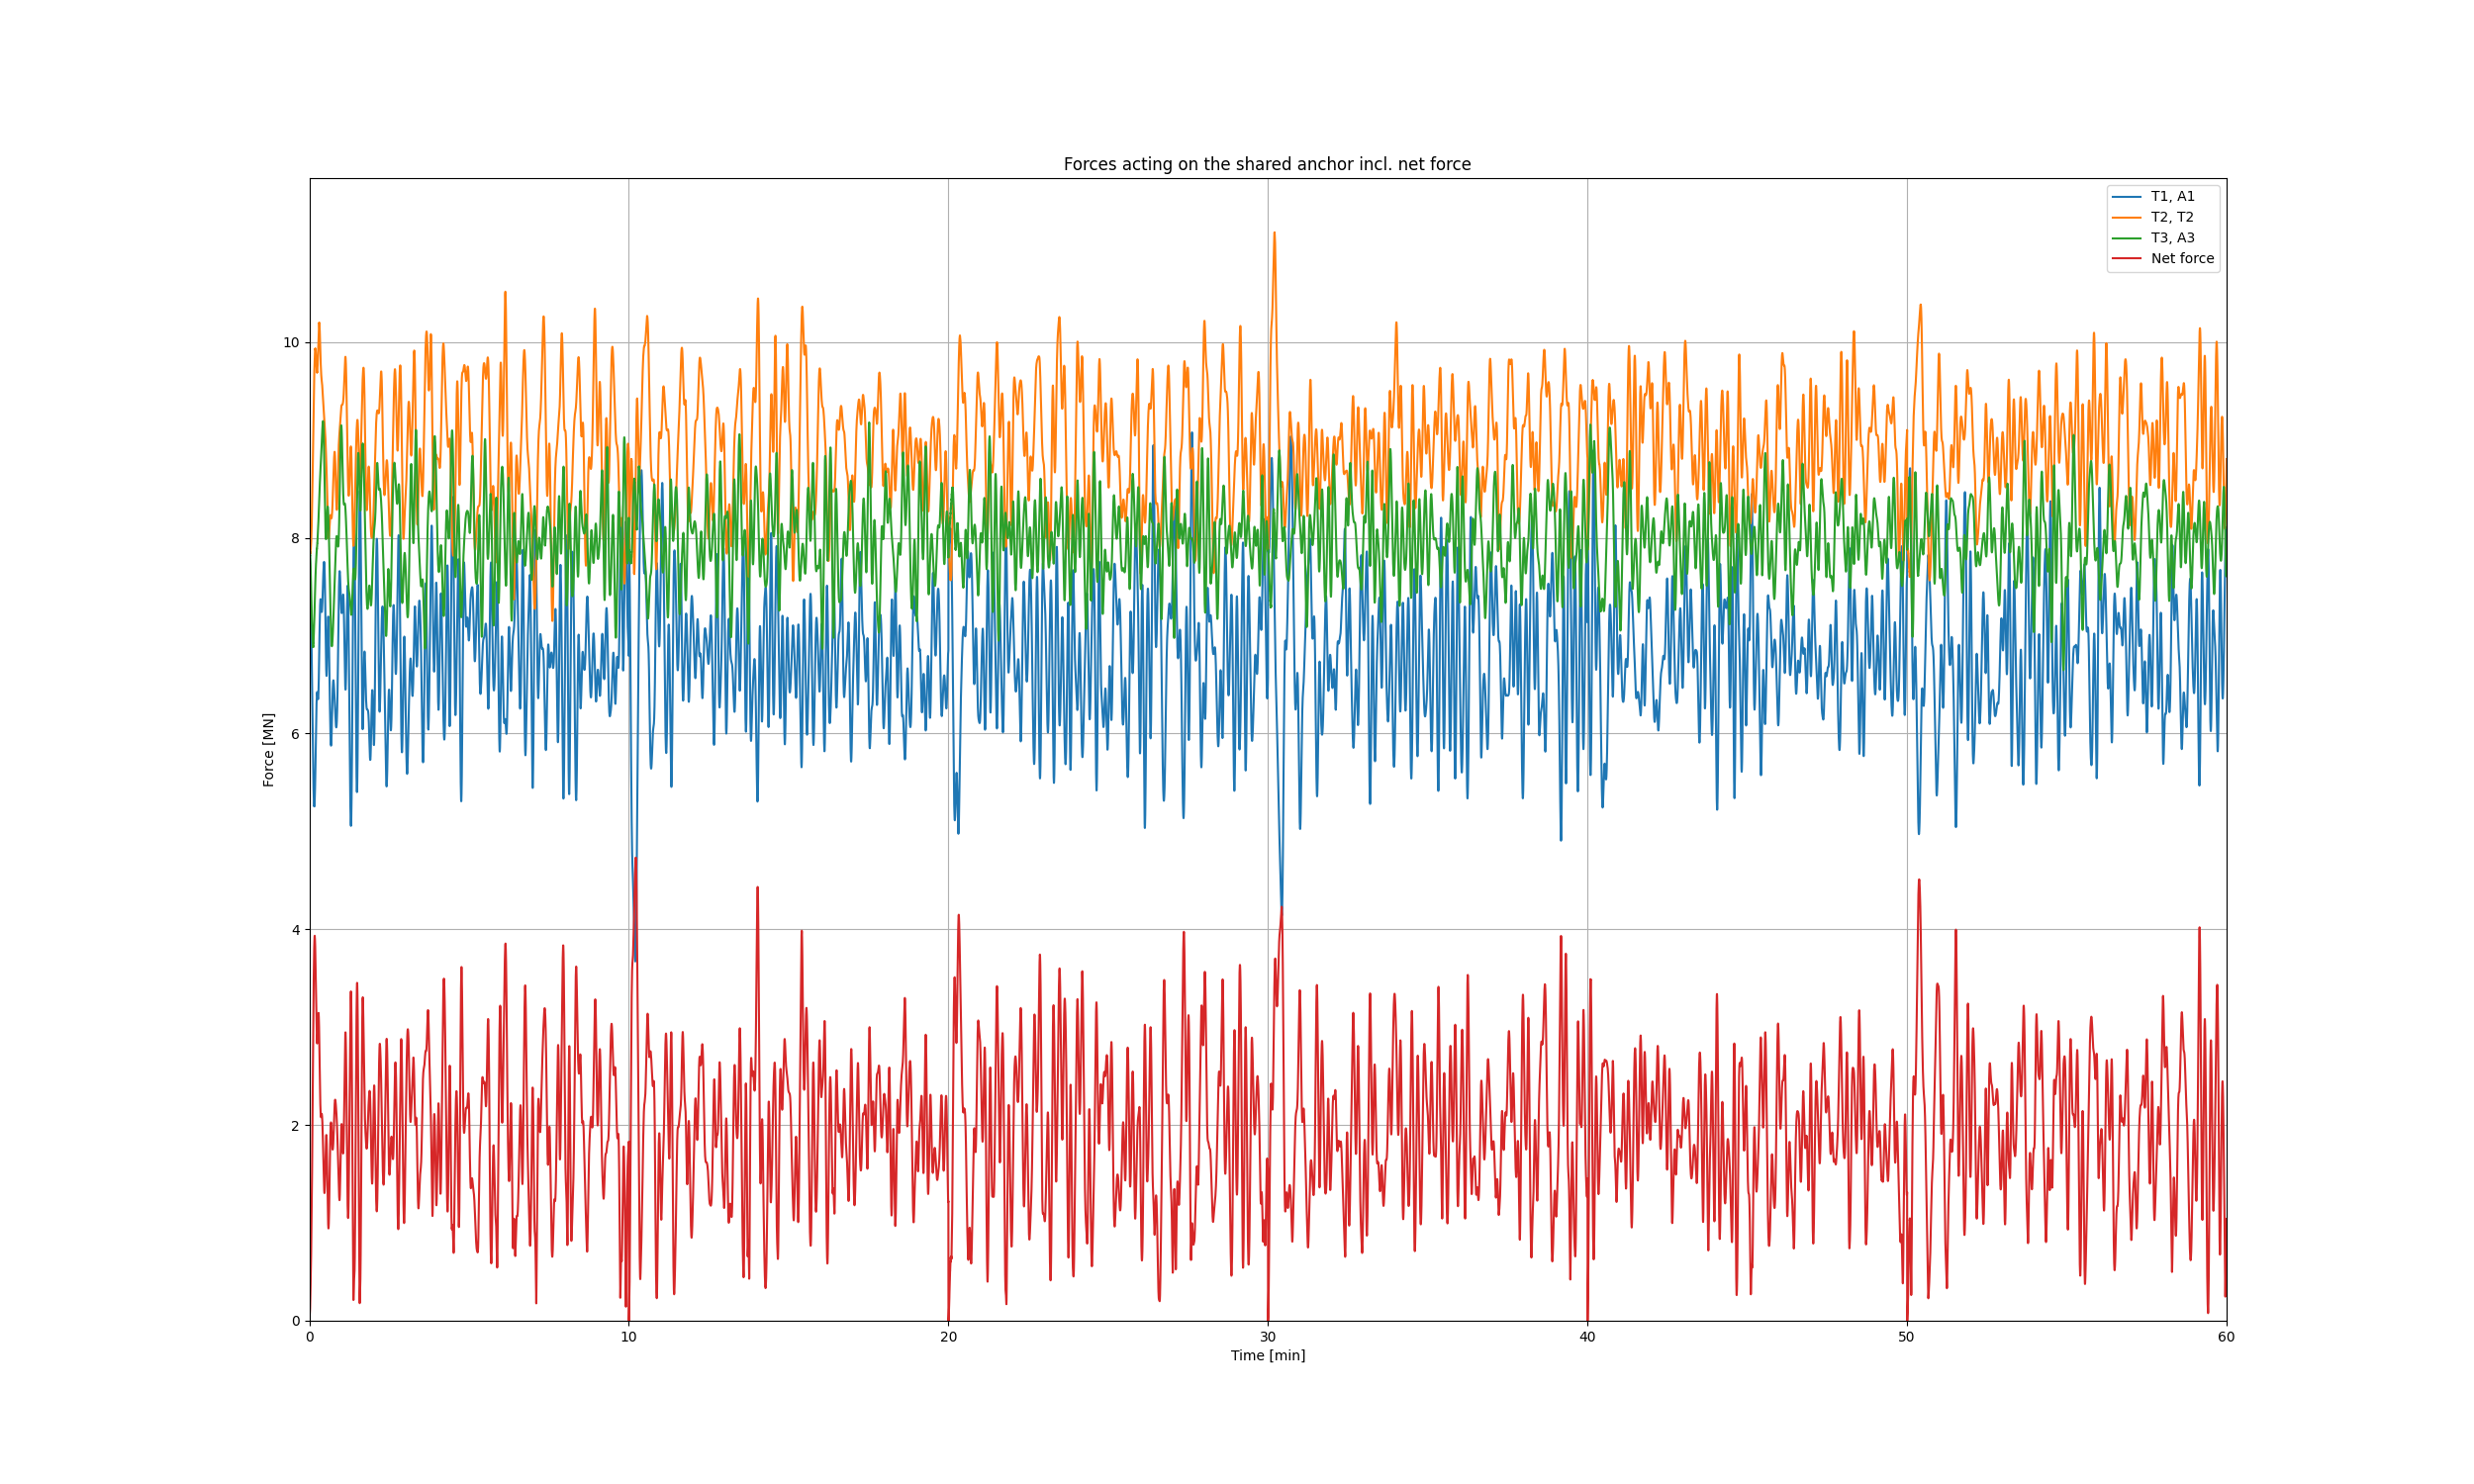 Forces acting on the shared anchor incl. net force
T1, A1
T2, T2
T3, A3
Net force
10
8
6
4
2
0
Force [MN]
0 10 20 30 40 50 60
Time [min]